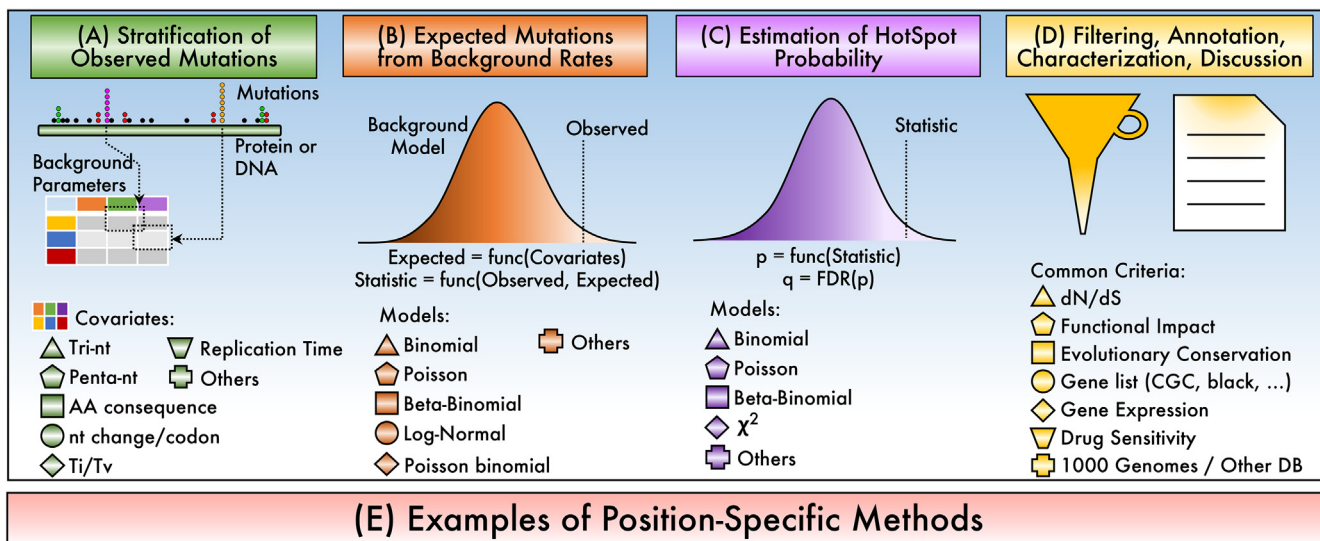 (A) Stratification of
Observed Mutations
Mutations
Protein or
DNA
Background
Parameters
Covariates:
Tri-nt
Replication Time
Penta-nt
Others
AA consequence
nt change/codon
Ti/Tv
(B) Expected Mutations
from Background Rates
Background
Model
Observed
Expected = func(Covariates)
Statistic = func(Observed, Expected)
Models:
Binomial
Others
Poisson
Beta-Binomial
Log-Normal
Poisson binomial
(C) Estimation of HotSpot
Probability
Statistic
p = func(Statistic)
q = FDR(p)
Models:
Binomial
Poisson
Beta-Binomial
χ²
Others
(D) Filtering, Annotation,
Characterization, Discussion
Common Criteria:
dN/dS
Functional Impact
Evolutionary Conservation
Gene list (CGC, black, ...)
Gene Expression
Drug Sensitivity
1000 Genomes / Other DB
(E) Examples of Position-Specific Methods